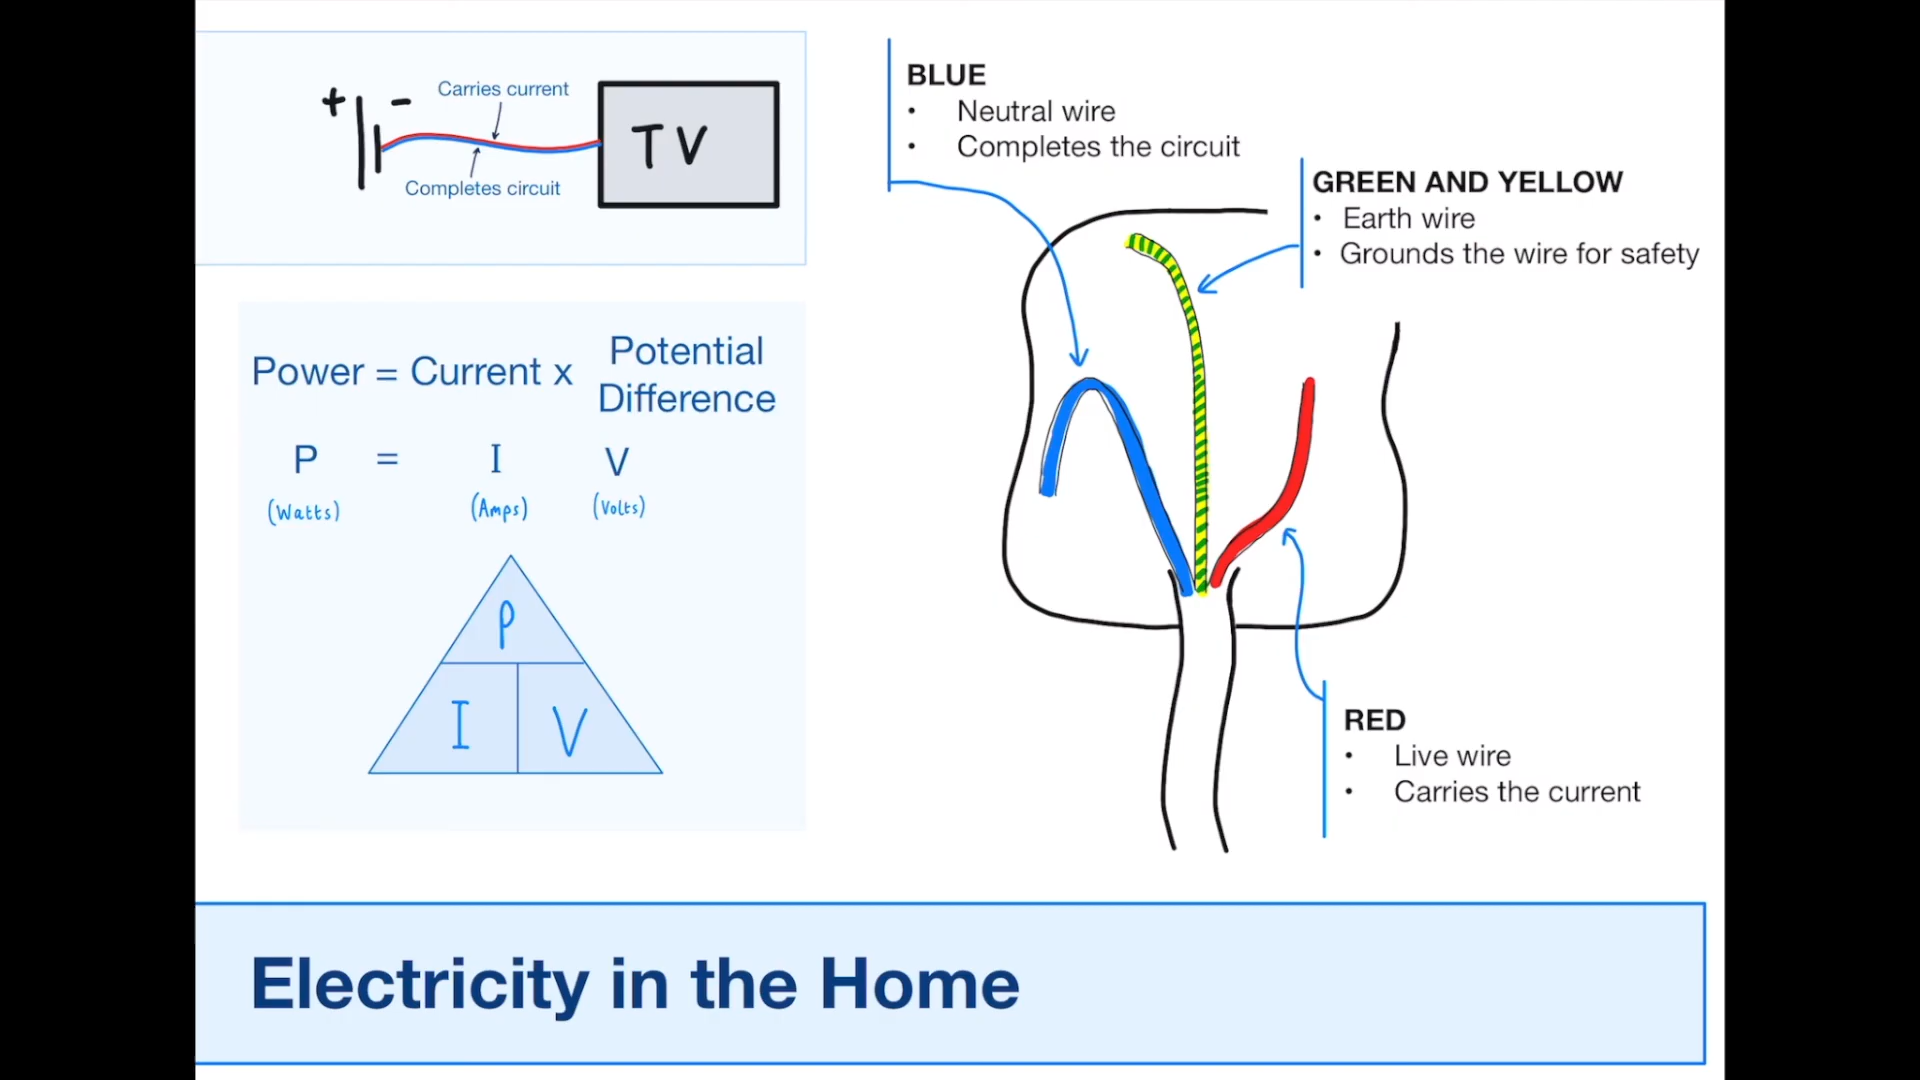 + -
Carries current
TV
Completes circuit
Power = Current x Potential Difference
P = I V
(Watts) (Amps) (Volts)
P
I V
BLUE
• Neutral wire
• Completes the circuit
GREEN AND YELLOW
• Earth wire
• Grounds the wire for safety
RED
• Live wire
• Carries the current
Electricity in the Home